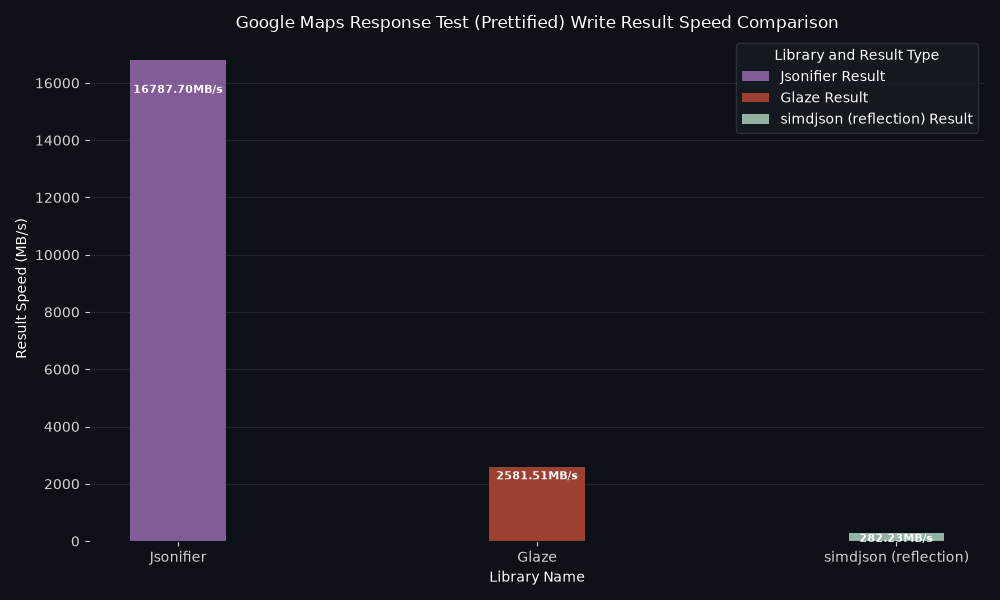 Google Maps Response Test (Prettified) Write Result Speed Comparison
Library and Result Type
Jsonifier Result
Glaze Result
simdjson (reflection) Result
Result Speed (MB/s)
16000
14000
12000
10000
8000
6000
4000
2000
0
16787.70MB/s
2581.51MB/s
282.23MB/s
Jsonifier
Glaze
simdjson (reflection)
Library Name